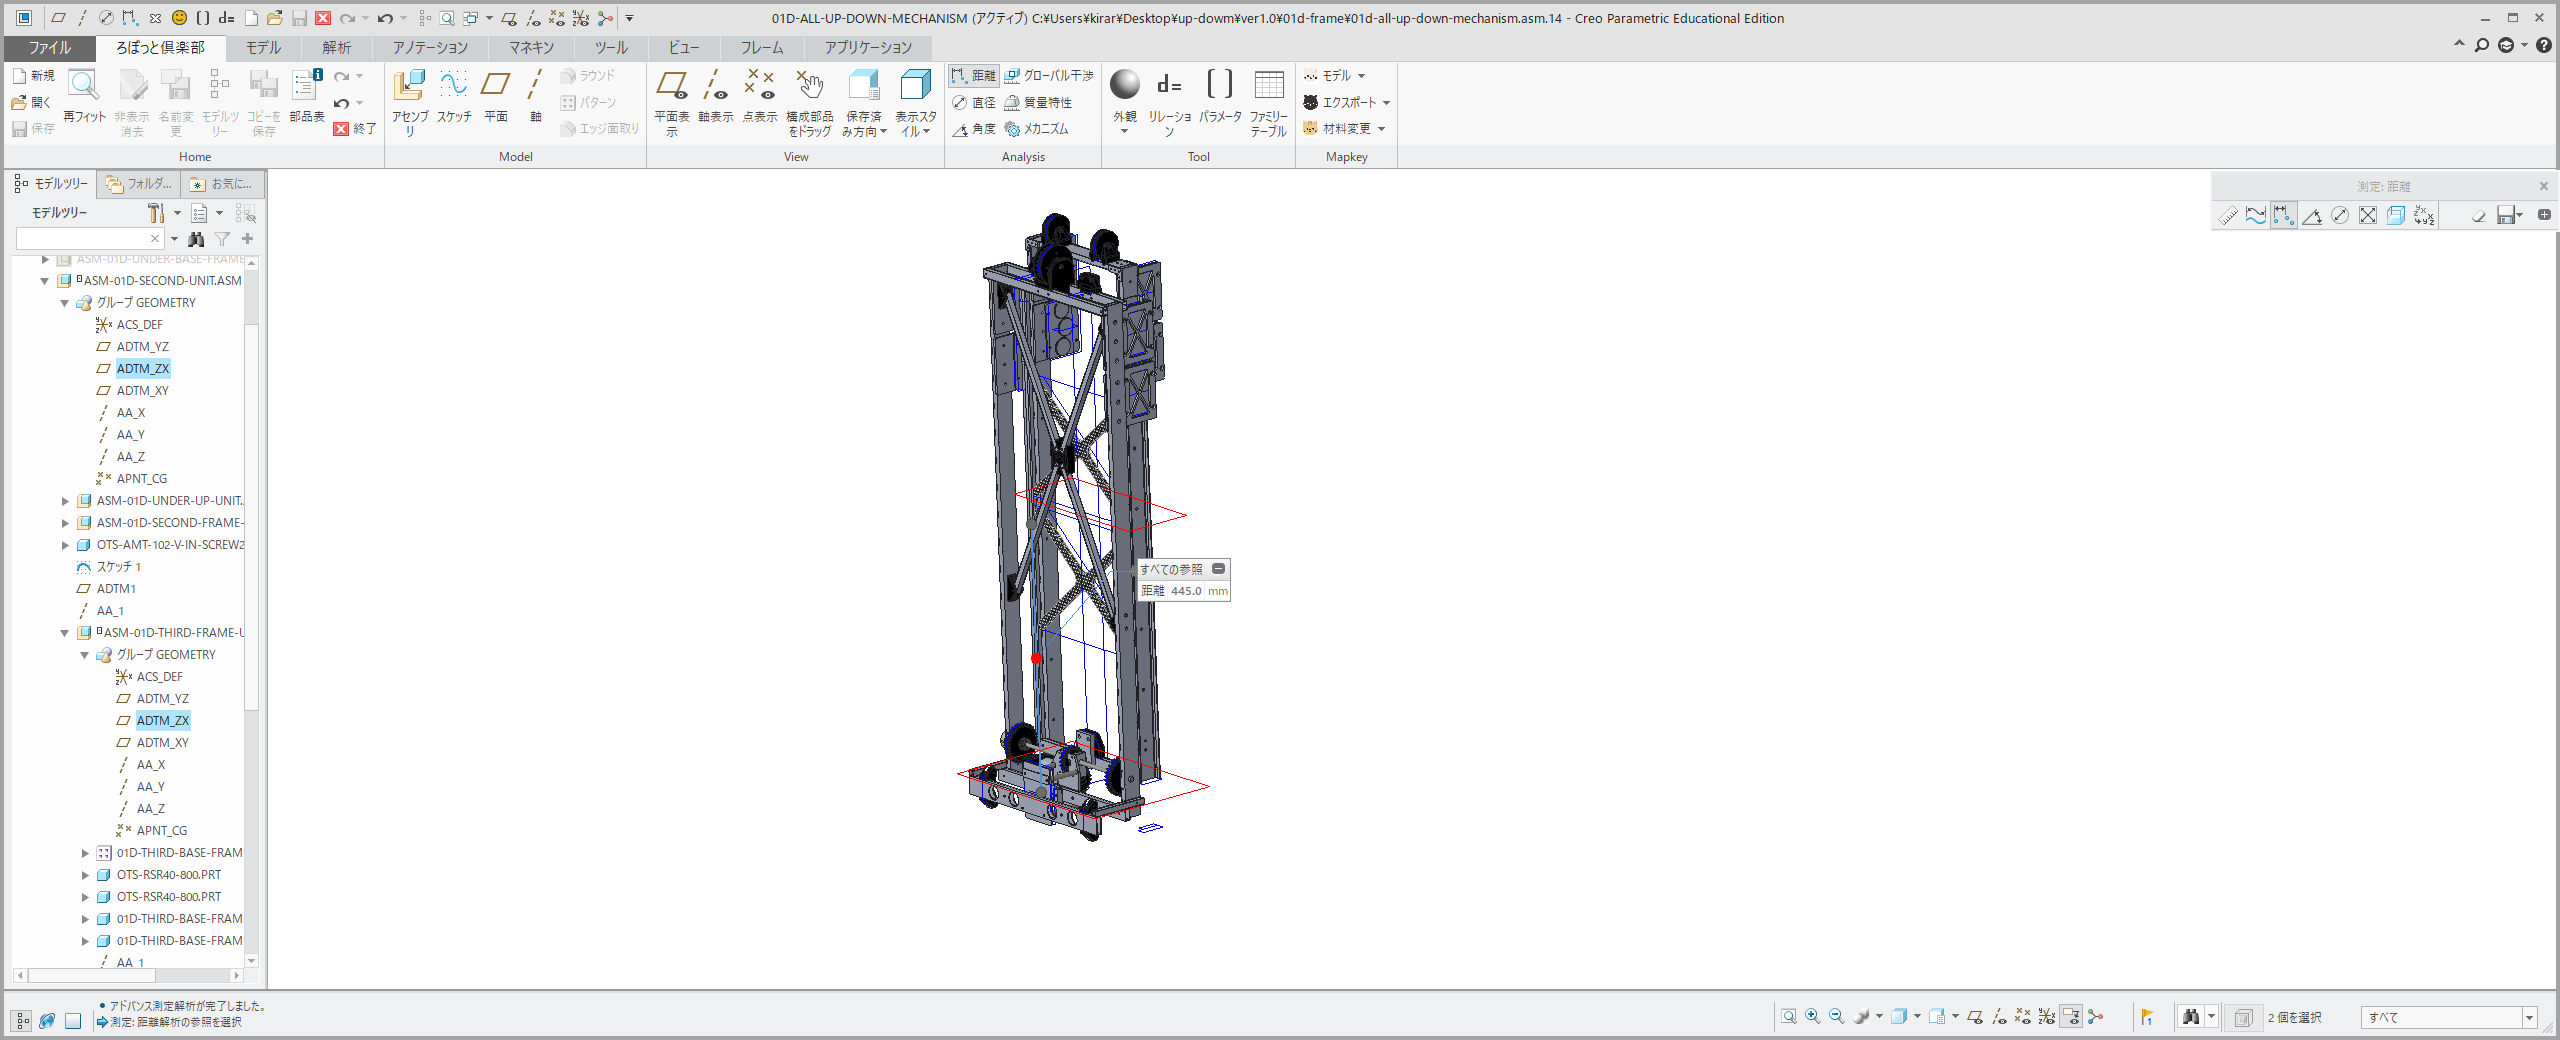 01D-ALL-UP-DOWN-MECHANISM (アクティブ) C:¥Users¥kirar¥Desktop¥up-dowm¥ver1.0¥01d-frame¥01d-all-up-down-mechanism.asm.14 - Creo Parametric Educational Edition
ファイル ろぼっと倶楽部 モデル 解析 アノテーション マネキン ツール ビュー フレーム アプリケーション
新規
開く
保存
再フィット
非表示
消去
名前変
更
モデルツ
リー
コピーを
保存
部品表
終了
アセンブ
リ
スケッチ
平面
軸
ラウンド
パターン
エッジ面取り
平面表
示
軸表示
点表示
構成部品
をドラッグ
保存済
み方向
表示スタ
イル
距離
直径
角度
グローバル干渉
質量特性
メカニズム
外観
d=
リレーショ
ン
パラメータ
ファミリー
テーブル
モデル
エクスポート
材料変更
Home Model View Analysis Tool Mapkey
モデルツリー フォルダ... お気に...
モデルツリー
ASM-01D-UNDER-BASE-FRAME
ASM-01D-SECOND-UNIT.ASM
グループ GEOMETRY
ACS_DEF
ADTM_YZ
ADTM_ZX
ADTM_XY
AA_X
AA_Y
AA_Z
APNT_CG
ASM-01D-UNDER-UP-UNIT.
ASM-01D-SECOND-FRAME-
OTS-AMT-102-V-IN-SCREW2
スケッチ 1
ADTM1
AA_1
ASM-01D-THIRD-FRAME-U
グループ GEOMETRY
ACS_DEF
ADTM_YZ
ADTM_ZX
ADTM_XY
AA_X
AA_Y
AA_Z
APNT_CG
01D-THIRD-BASE-FRAM
OTS-RSR40-800.PRT
OTS-RSR40-800.PRT
01D-THIRD-BASE-FRAM
01D-THIRD-BASE-FRAM
AA_1
測定: 距離
すべての参照
距離 445.0 mm
アドバンス測定解析が完了しました。
測定: 距離解析の参照を選択
2 個を選択
すべて